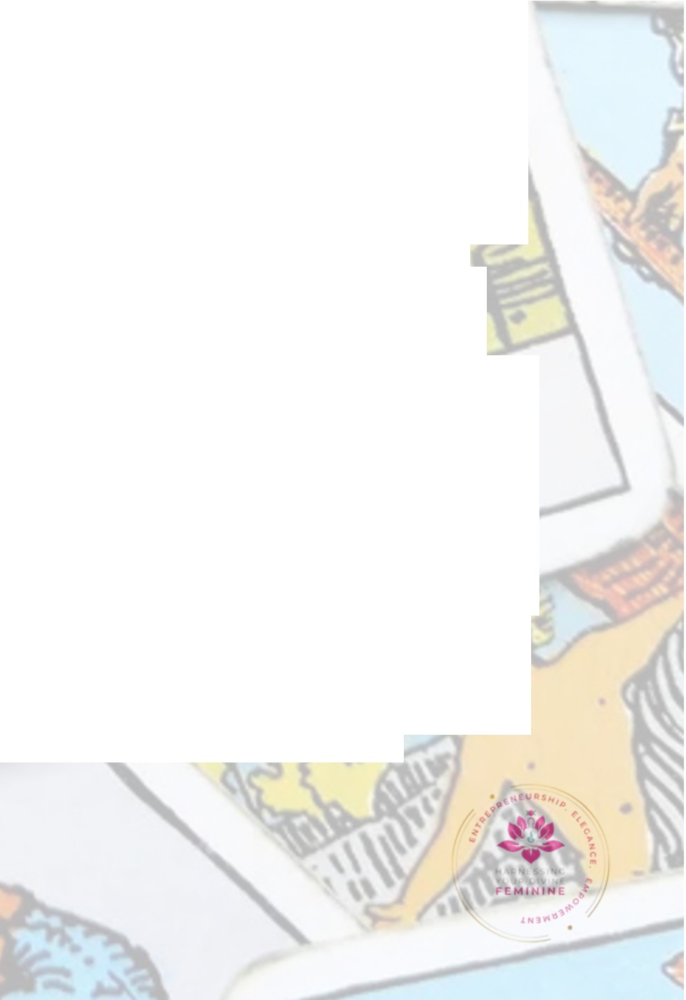 ENTREPRENEURSHIP. ELEGANCE. EMPOWERMENT
HARNESSING
YOUR DIVINE
FEMININE